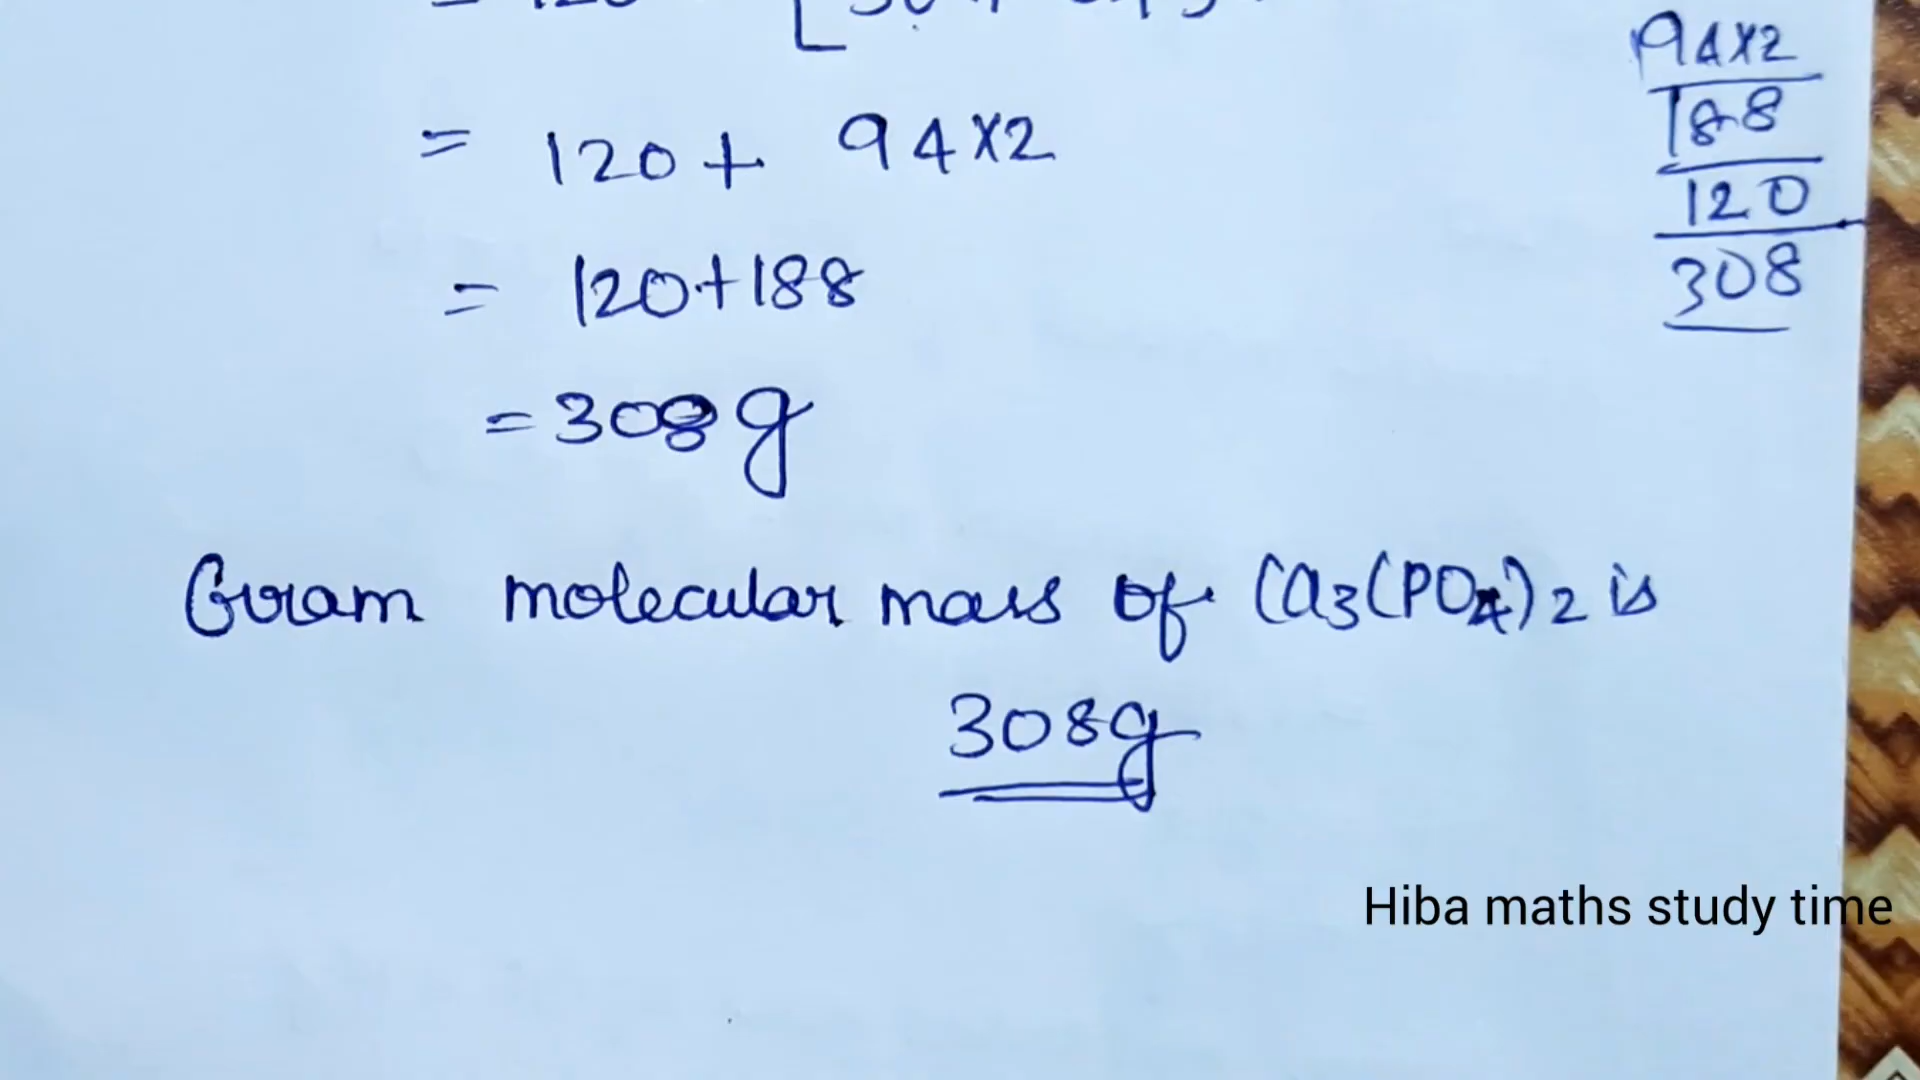 94X2
188
120
308
= 120 + 94X2
= 120+188
= 308 g
Gram molecular mass of Ca3(PO4)2 is
308g
Hiba maths study time